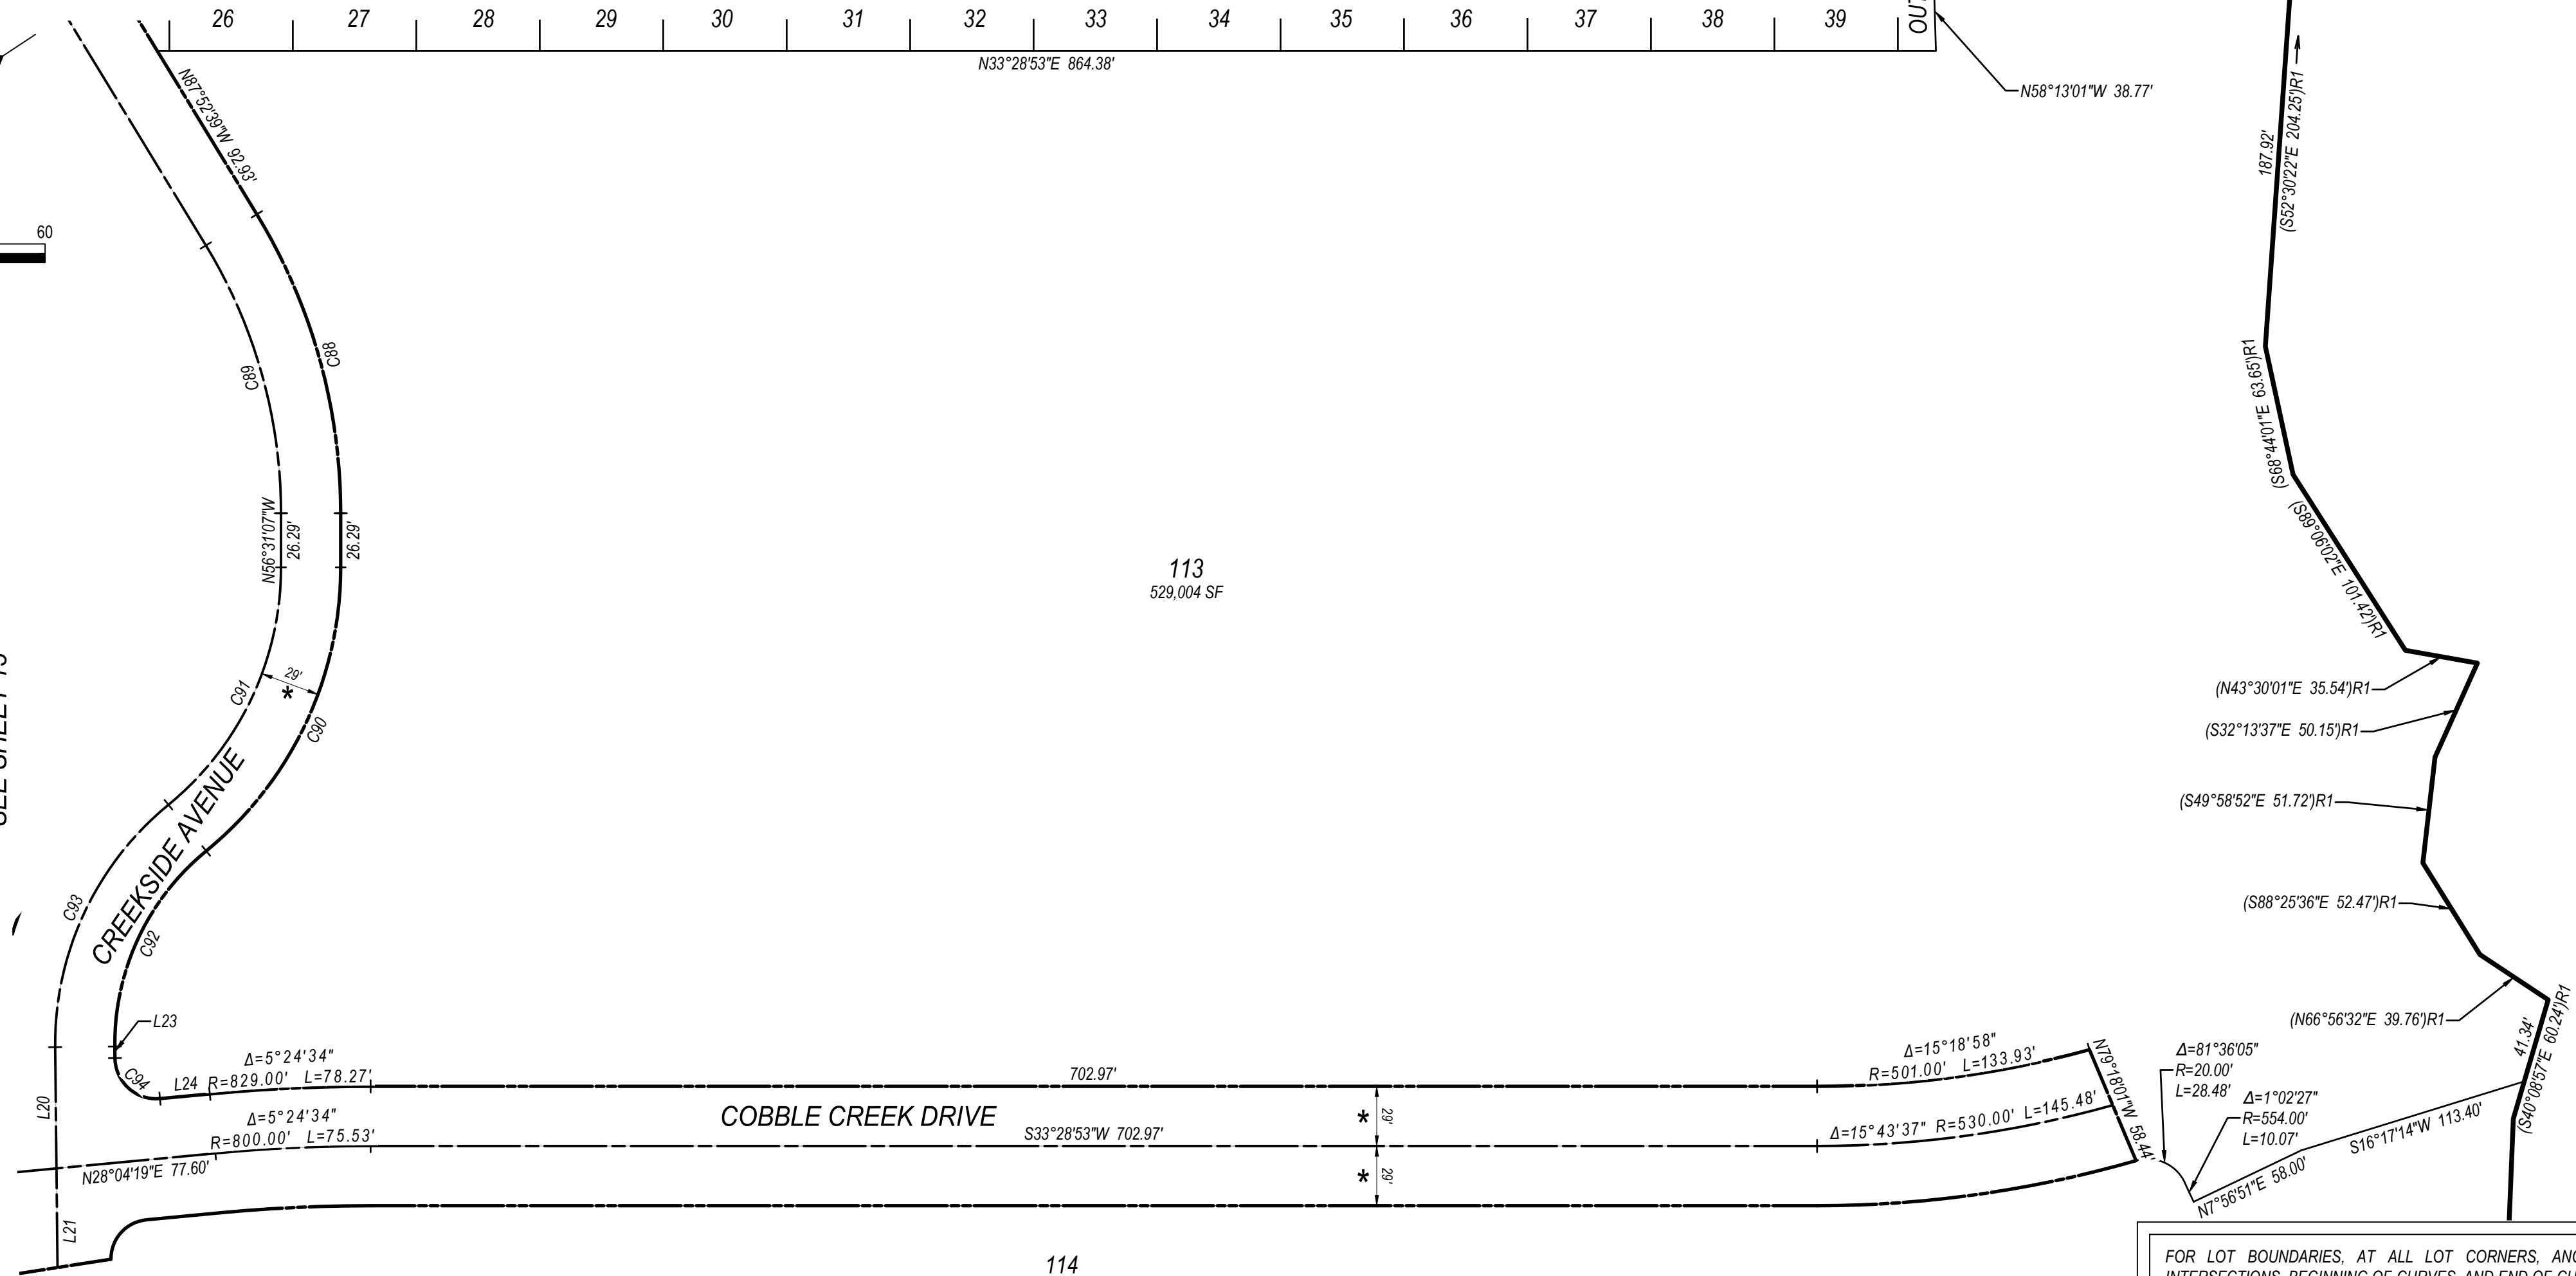 26 27 28 29 30 31 32 33 34 35 36 37 38 39
N33°28'53"E 864.38'
N58°13'01"W 38.77'
N87°52'39"W 92.93'
187.92'
(S52°30'22"E 204.25')R1
60
C88
C89
(S68°44'01"E 63.65')R1
(S89°06'02"E 101.42')R1
N56°31'07"W
26.29'
26.29'
113
529,004 SF
29'
*
C91
C90
(N43°30'01"E 35.54')R1
(S32°13'37"E 50.15')R1
(S49°58'52"E 51.72')R1
(S88°25'36"E 52.47')R1
(N66°56'32"E 39.76')R1
CREEKSIDE AVENUE
C93
C92
L23
C94
L24
Δ=5°24'34"
R=829.00' L=78.27'
702.97'
Δ=15°18'58"
R=501.00' L=133.93'
N79°18'01"W 58.44'
Δ=81°36'05"
R=20.00'
L=28.48'
Δ=1°02'27"
R=554.00'
L=10.07'
41.34'
(S40°08'57"E 60.24')R1
L20
Δ=5°24'34"
R=800.00' L=75.53'
COBBLE CREEK DRIVE
S33°28'53"W 702.97'
*
29'
*
29'
Δ=15°43'37" R=530.00' L=145.48'
S16°17'14"W 113.40'
N7°56'51"E 58.00'
N28°04'19"E 77.60'
L21
114
FOR LOT BOUNDARIES, AT ALL LOT CORNERS,